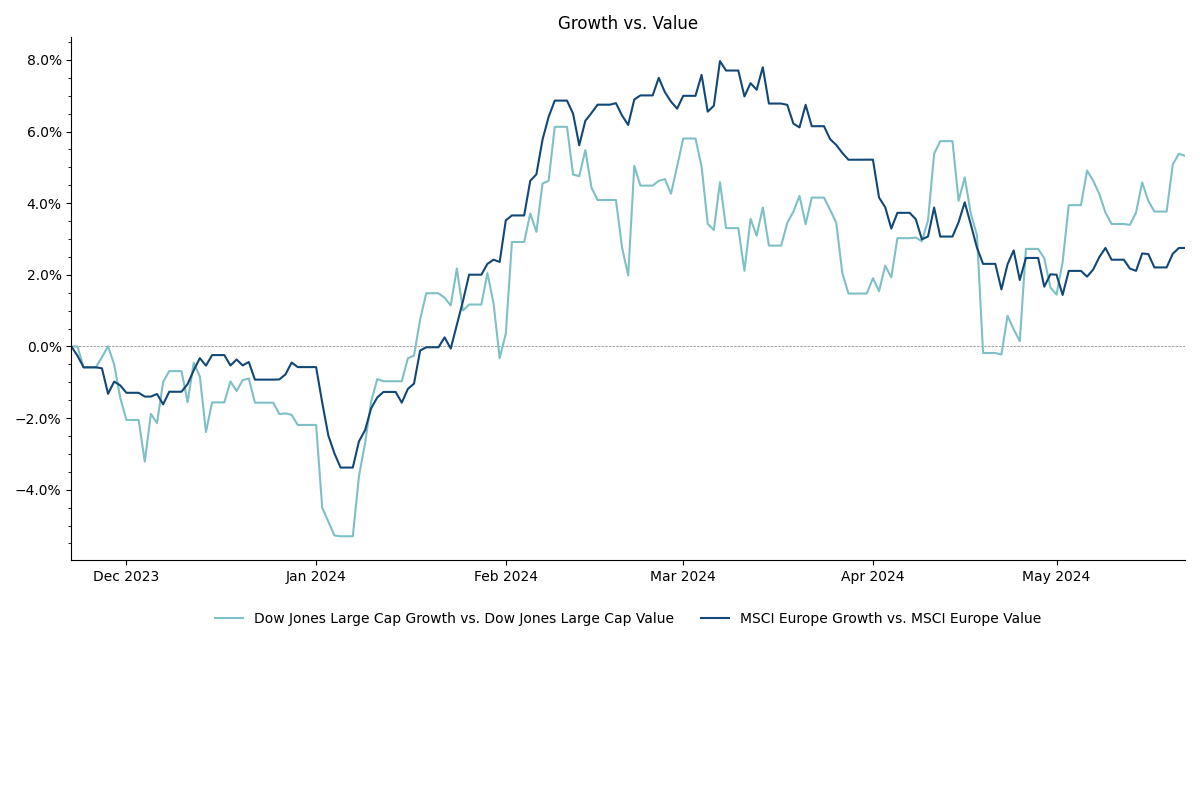 Growth vs. Value
8.0%
6.0%
4.0%
2.0%
0.0%
−2.0%
−4.0%
Dec 2023 Jan 2024 Feb 2024 Mar 2024 Apr 2024 May 2024
Dow Jones Large Cap Growth vs. Dow Jones Large Cap Value MSCI Europe Growth vs. MSCI Europe Value